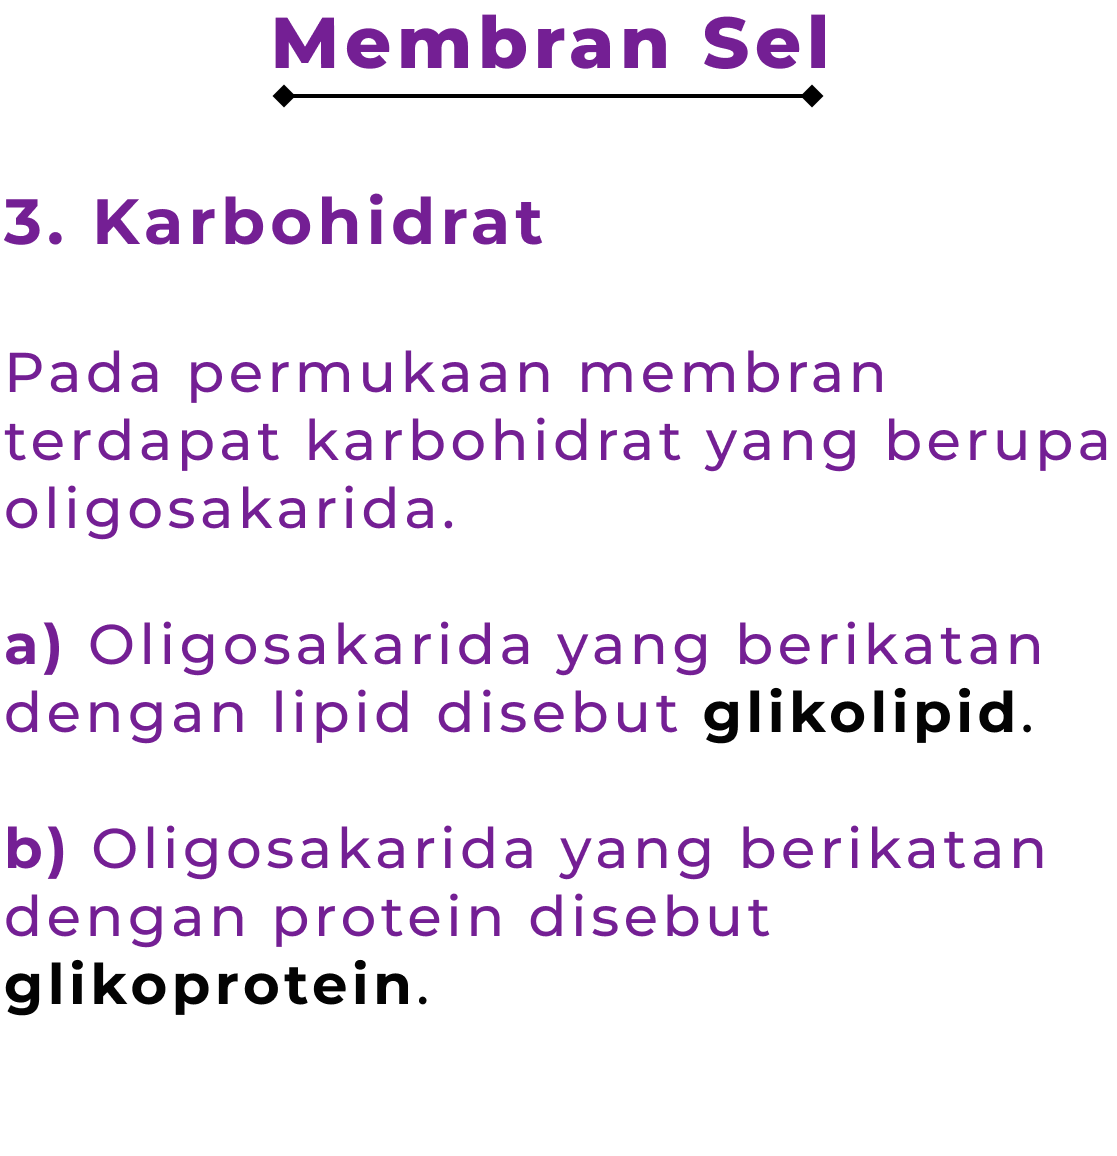 Membran Sel
3. Karbohidrat
Pada permukaan membran
terdapat karbohidrat yang berupa
oligosakarida.
a) Oligosakarida yang berikatan
dengan lipid disebut glikolipid.
b) Oligosakarida yang berikatan
dengan protein disebut
glikoprotein.